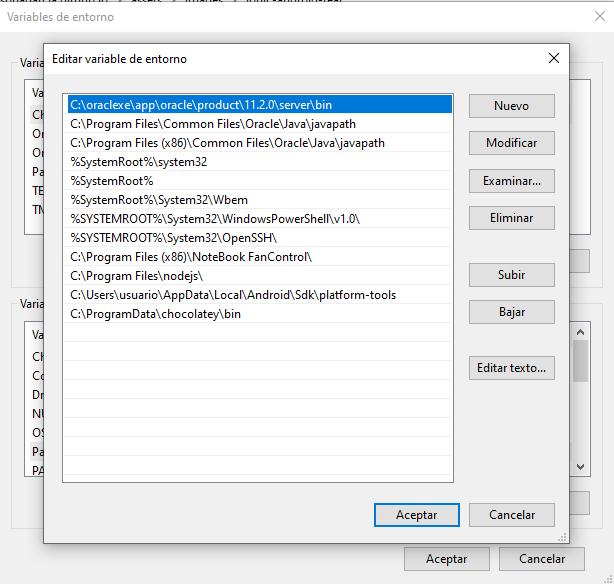 Variables de entorno
Editar variable de entorno
C:\oraclexe\app\oracle\product\11.2.0\server\bin
C:\Program Files\Common Files\Oracle\Java\javapath
C:\Program Files (x86)\Common Files\Oracle\Java\javapath
%SystemRoot%\system32
%SystemRoot%
%SystemRoot%\System32\Wbem
%SYSTEMROOT%\System32\WindowsPowerShell\v1.0\
%SYSTEMROOT%\System32\OpenSSH\
C:\Program Files (x86)\NoteBook FanControl\
C:\Program Files\nodejs\
C:\Users\usuario\AppData\Local\Android\Sdk\platform-tools
C:\ProgramData\chocolatey\bin
Nuevo
Modificar
Examinar...
Eliminar
Subir
Bajar
Editar texto...
Aceptar
Cancelar
Varia
Va
Or
Or
Pa
TE
Varia
Va
Co
NU
OS
Pa
PA
Aceptar
Cancelar